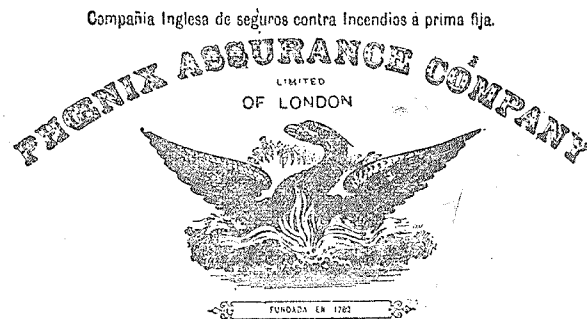 Compañia Inglesa de seguros contra Incendios á prima fija.
PHŒNIX ASSURANCE COMPANY
LIMITED
OF LONDON
FUNDADA EN 1782